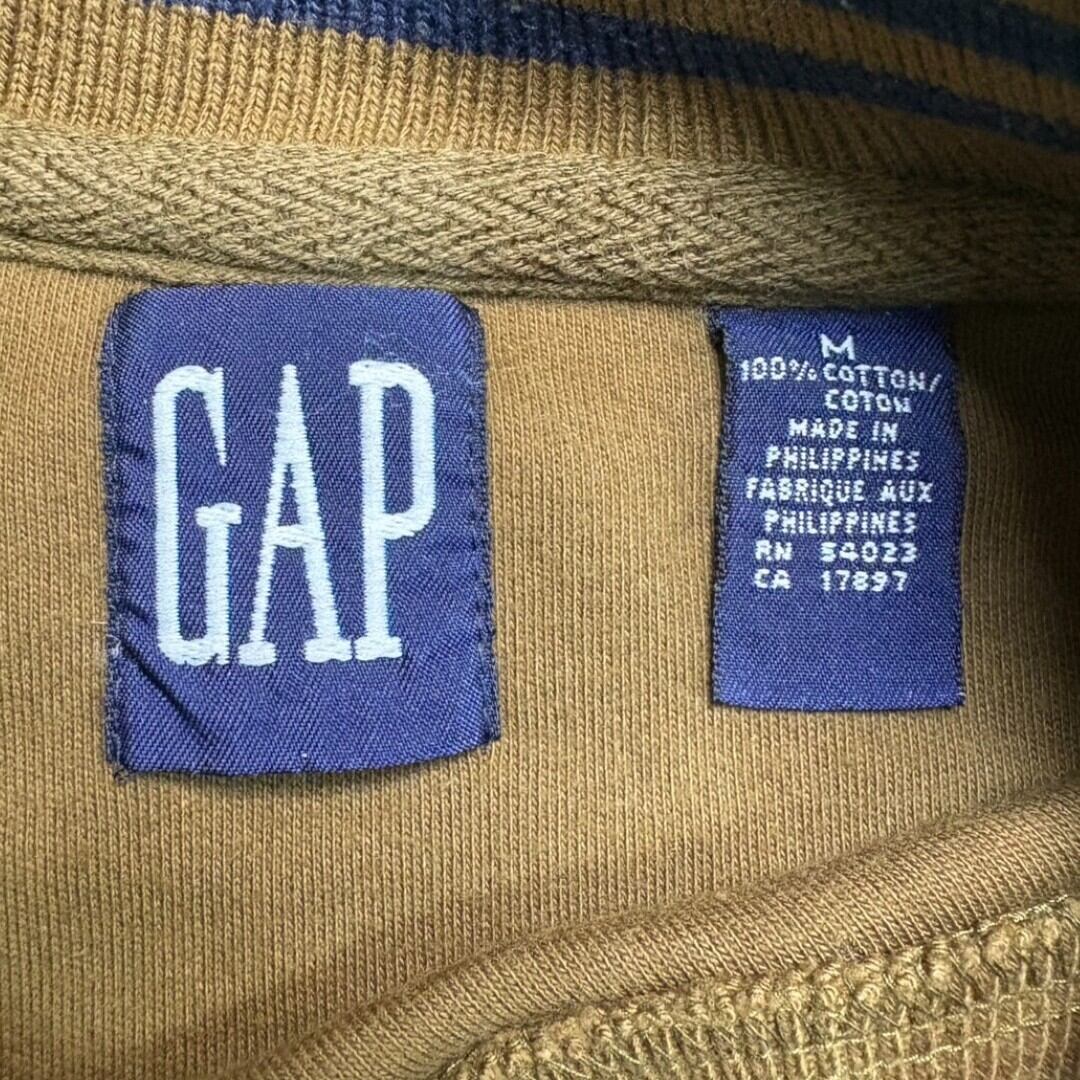 GAP
M
100% COTTON/
COTON
MADE IN
PHILIPPINES
FABRIQUE AUX
PHILIPPINES
RN 54023
CA 17897